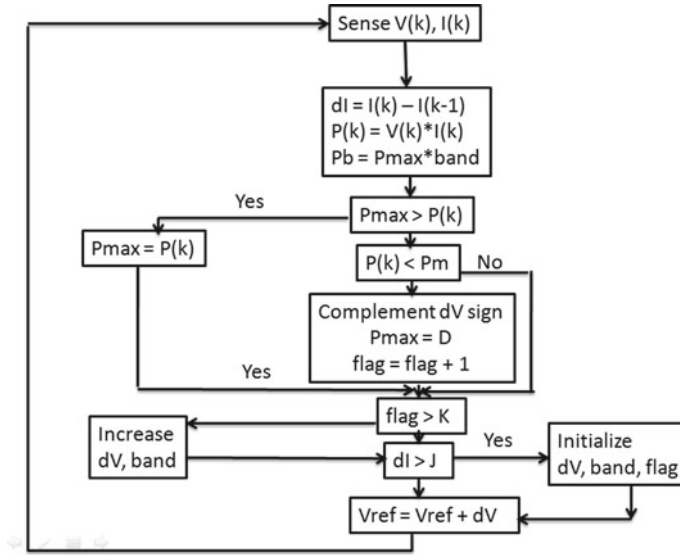 Sense V(k), I(k)
dI = I(k) – I(k-1)
P(k) = V(k)*I(k)
Pb = Pmax*band
Yes
Pmax > P(k)
Pmax = P(k)
P(k) < Pm
No
Complement dV sign
Pmax = D
flag = flag + 1
Yes
flag > K
Increase
dV, band
dI > J
Yes
Initialize
dV, band, flag
Vref = Vref + dV